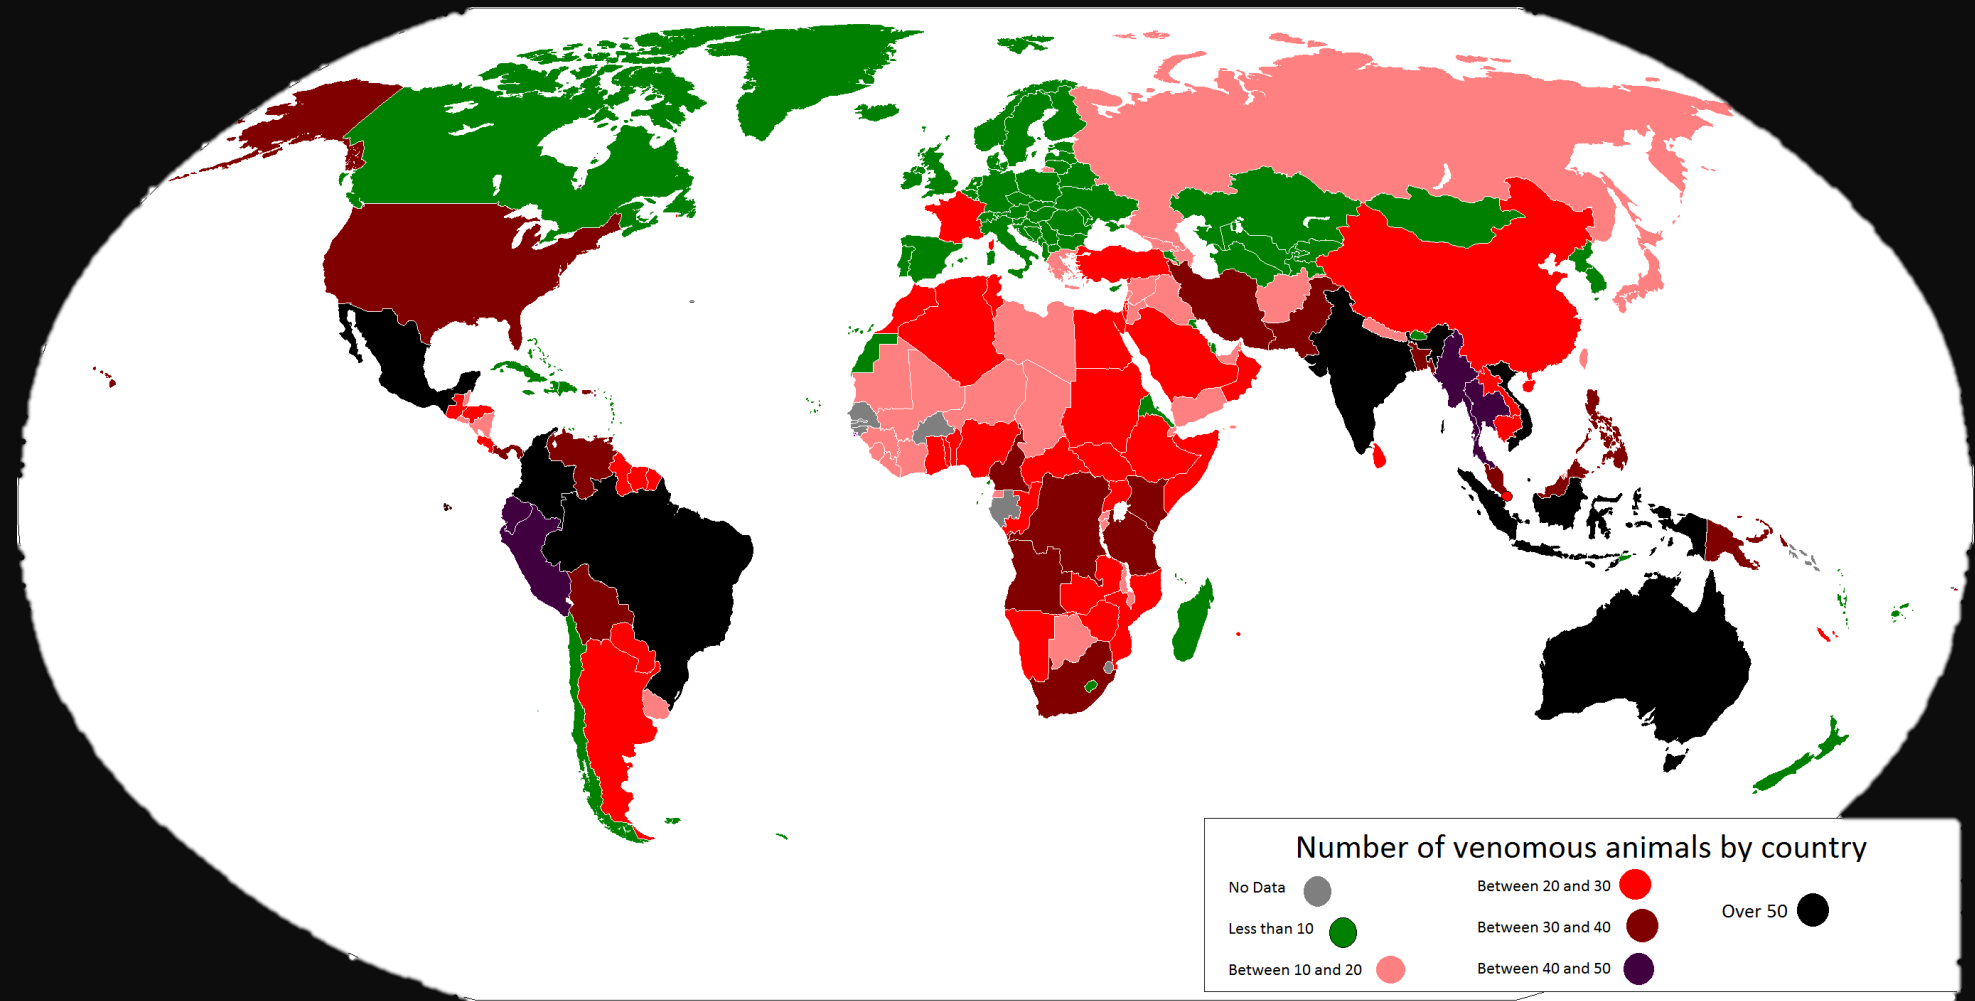 Number of venomous animals by country
No Data
Less than 10
Between 10 and 20
Between 20 and 30
Between 30 and 40
Between 40 and 50
Over 50